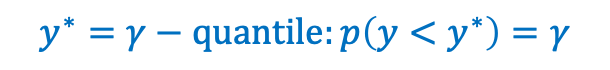 y* = γ − quantile: p(y < y*) = γ